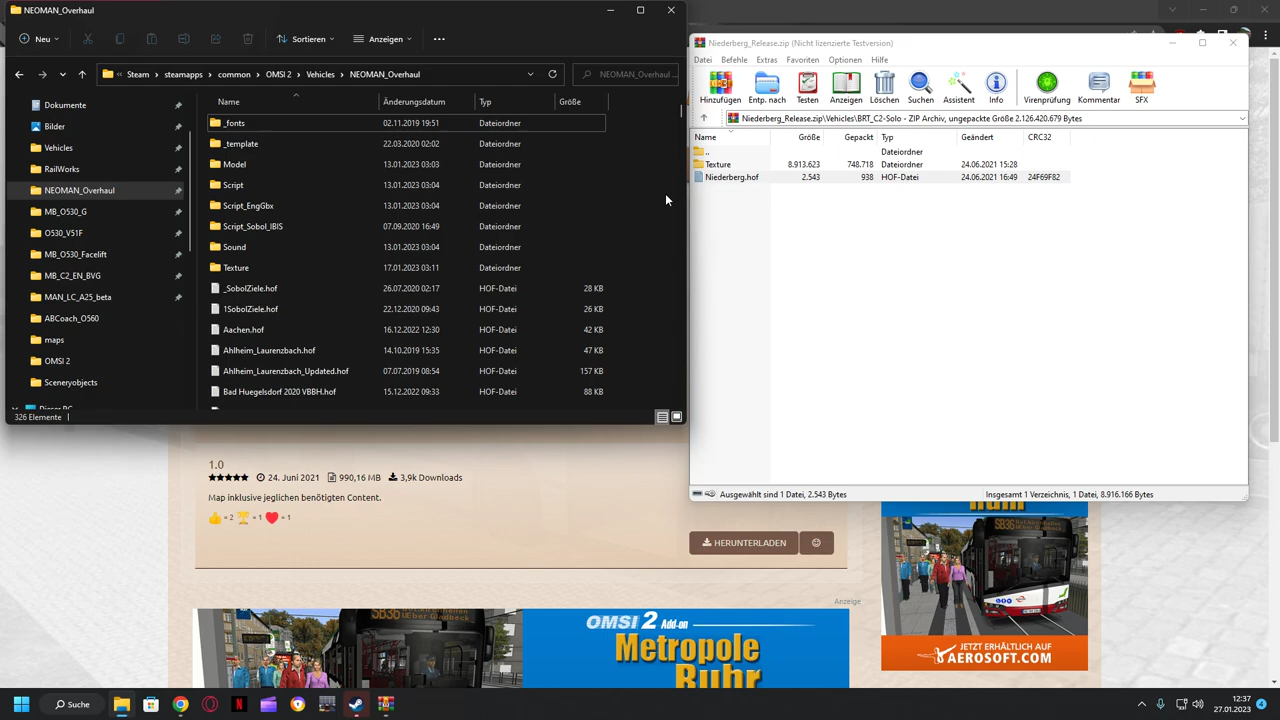 NEOMAN_Overhaul
Neu
Sortieren
Anzeigen
Steam
steamapps
common
OMSI 2
Vehicles
NEOMAN_Overhaul
NEOMAN_Overhaul ...
Name
Änderungsdatum
Typ
Größe
Dokumente
Bilder
Vehicles
RailWorks
NEOMAN_Overhaul
MB_O530_G
O530_V51F
MB_O530_Facelift
MB_C2_EN_BVG
MAN_LC_A25_beta
ABCoach_O560
maps
OMSI 2
Sceneryobjects
_fonts 02.11.2019 19:51 Dateiordner
_template 22.03.2020 02:02 Dateiordner
Model 13.01.2023 03:03 Dateiordner
Script 13.01.2023 03:04 Dateiordner
Script_EngGbx 13.01.2023 03:04 Dateiordner
Script_Sobol_IBIS 07.09.2020 16:49 Dateiordner
Sound 13.01.2023 03:04 Dateiordner
Texture 17.01.2023 03:11 Dateiordner
_SobolZiele.hof 26.07.2020 02:17 HOF-Datei 28 KB
1SobolZiele.hof 22.12.2020 09:43 HOF-Datei 26 KB
Aachen.hof 16.12.2022 12:30 HOF-Datei 42 KB
Ahlheim_Laurenzbach.hof 14.10.2019 15:35 HOF-Datei 47 KB
Ahlheim_Laurenzbach_Updated.hof 07.07.2019 08:54 HOF-Datei 157 KB
Bad Huegelsdorf 2020 VBBH.hof 15.12.2022 09:33 HOF-Datei 88 KB
326 Elemente
Niederberg_Release.zip (Nicht lizenzierte Testversion)
Datei Befehle Extras Favoriten Optionen Hilfe
Hinzufügen Entp. nach Testen Anzeigen Löschen Suchen Assistent Info Virenprüfung Kommentar SFX
Niederberg_Release.zip\Vehicles\BRT_C2-Solo - ZIP Archiv, ungepackte Größe 2.126.420.679 Bytes
Name Größe Gepackt Typ Geändert CRC32
.. Dateiordner
Texture 8.913.623 748.718 Dateiordner 24.06.2021 15:28
Niederberg.hof 2.543 938 HOF-Datei 24.06.2021 16:49 24F69F82
Ausgewählt sind 1 Datei, 2.543 Bytes
Insgesamt 1 Verzeichnis, 1 Datei, 8.916.166 Bytes
1.0
24. Juni 2021 990,16 MB 3,9k Downloads
Map inklusive jeglichen benötigten Content.
= 2 = 1 = 1
HERUNTERLADEN
Anzeige
OMSI 2 Add-on
Metropole
Ruhr
SB36
JETZT ERHÄLTLICH AUF
AEROSOFT.COM
Suche
12:37
27.01.2023